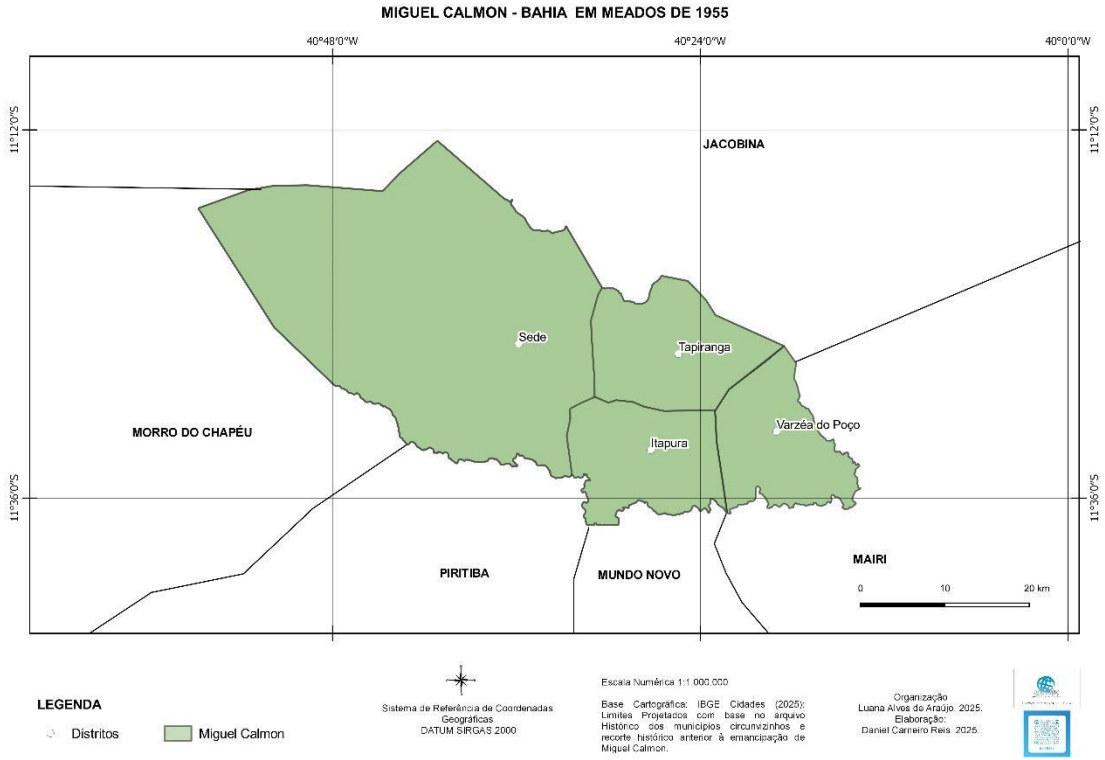 MIGUEL CALMON - BAHIA EM MEADOS DE 1955
40°48'0"W
40°24'0"W
40°0'0"W
11°12'0"S
11°12'0"S
JACOBINA
Sede
Tapiranga
MORRO DO CHAPÉU
Varzéa do Poço
Itapura
11°36'0"S
11°36'0"S
PIRITIBA
MUNDO NOVO
MAIRI
0 10 20 km
LEGENDA
Distritos
Miguel Calmon
Sistema de Referência de Coordenadas
Geográficas
DATUM SIRGAS 2000
Escala Numérica 1:1.000.000
Base Cartográfica: IBGE Cidades (2025);
Limites Projetados com base no arquivo
Histórico dos municípios circunvizinhos e
recorte histórico anterior à emancipação de
Miguel Calmon.
Organização
Luana Alves de Araújo. 2025.
Elaboração:
Daniel Carneiro Reis. 2025.